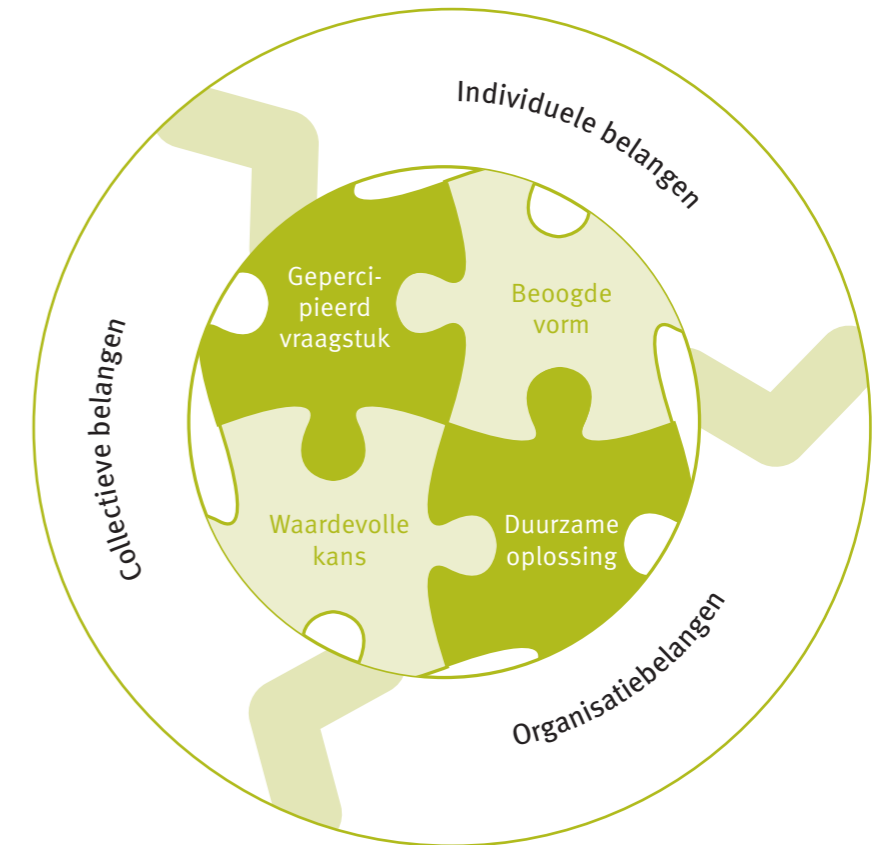 Individuele belangen
Geperci-
pieerd
vraagstuk
Beoogde
vorm
Collectieve belangen
Waardevolle
kans
Duurzame
oplossing
Organisatiebelangen